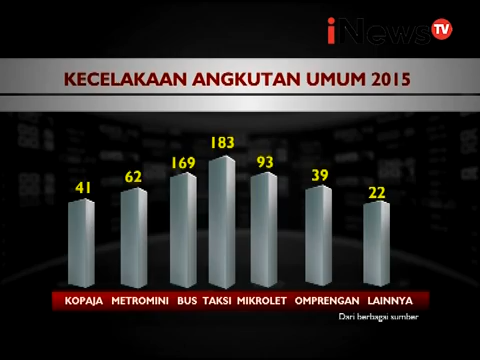 iNews TV
KECELAKAAN ANGKUTAN UMUM 2015
41 62 169 183 93 39 22
KOPAJA METROMINI BUS TAKSI MIKROLET OMPRENGAN LAINNYA
Dari berbagai sumber